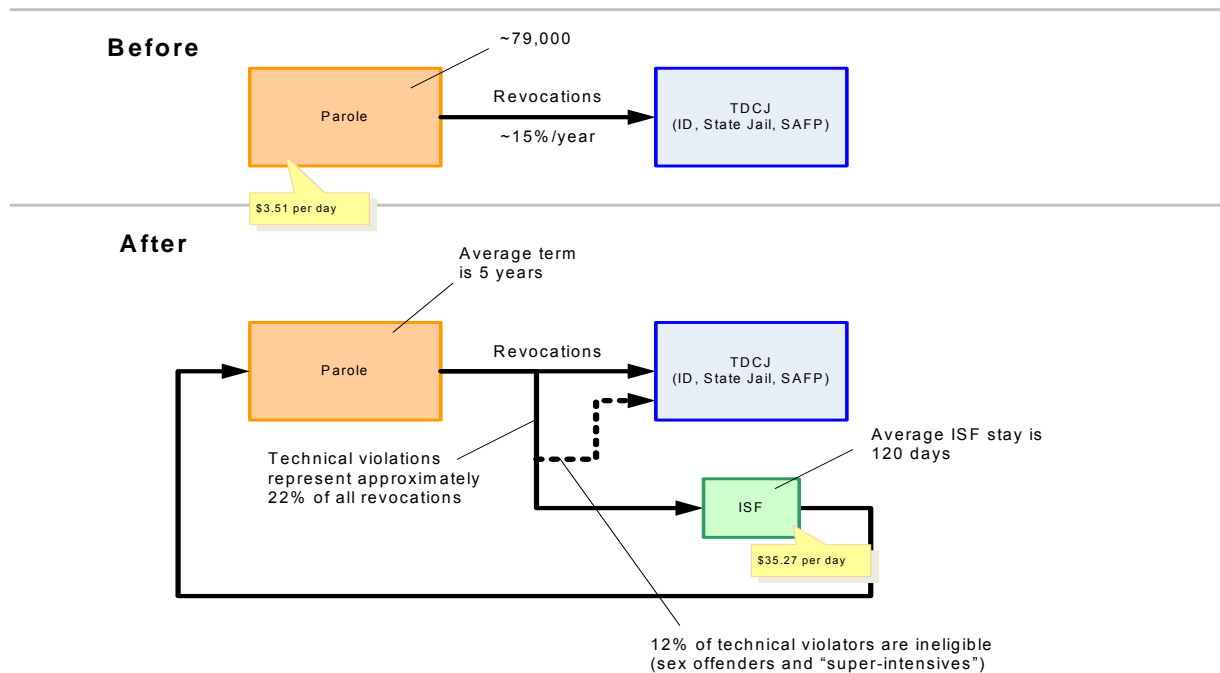 Before
~79,000
Parole
Revocations
~15%/year
TDCJ
(ID, State Jail, SAFP)
$3.51 per day
After
Average term
is 5 years
Parole
Revocations
TDCJ
(ID, State Jail, SAFP)
Technical violations
represent approximately
22% of all revocations
Average ISF stay is
120 days
ISF
$35.27 per day
12% of technical violators are ineligible
(sex offenders and “super-intensives”)